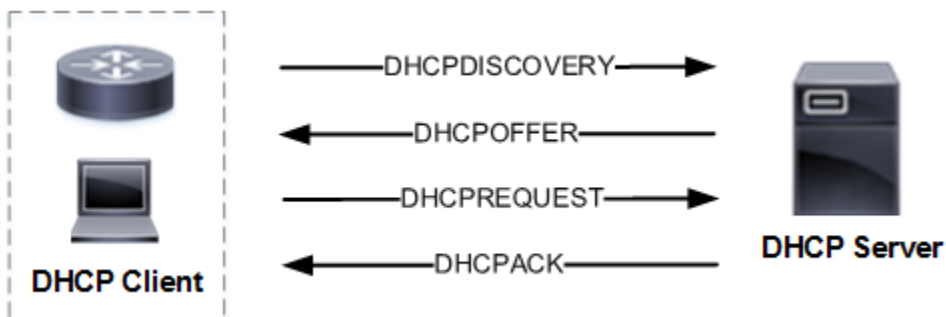 DHCPDISCOVERY
DHCPOFFER
DHCPREQUEST
DHCPACK
DHCP Client
DHCP Server